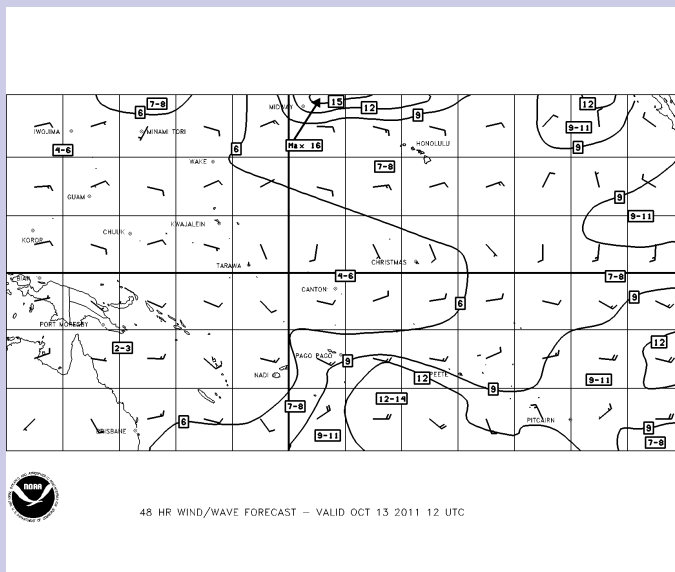 7-8
6
MIDWAY
15
12
9
12
9-11
9
IWOJIMA
MINAMI TORI
4-6
WAKE
6
Max 16
HONOLULU
7-8
GUAM
9
9-11
KOROR
CHUUK
KWAJALEIN
TARAWA
CHRISTMAS
BIAK
4-6
7-8
CANTON
6
9
PORT MORESBY
2-3
PAGO PAGO
9
12
NADI
12
PEETE
9
9-11
12-14
7-8
6
9-11
BRISBANE
PITCAIRN
9
7-8
NOAA
48 HR WIND/WAVE FORECAST – VALID OCT 13 2011 12 UTC